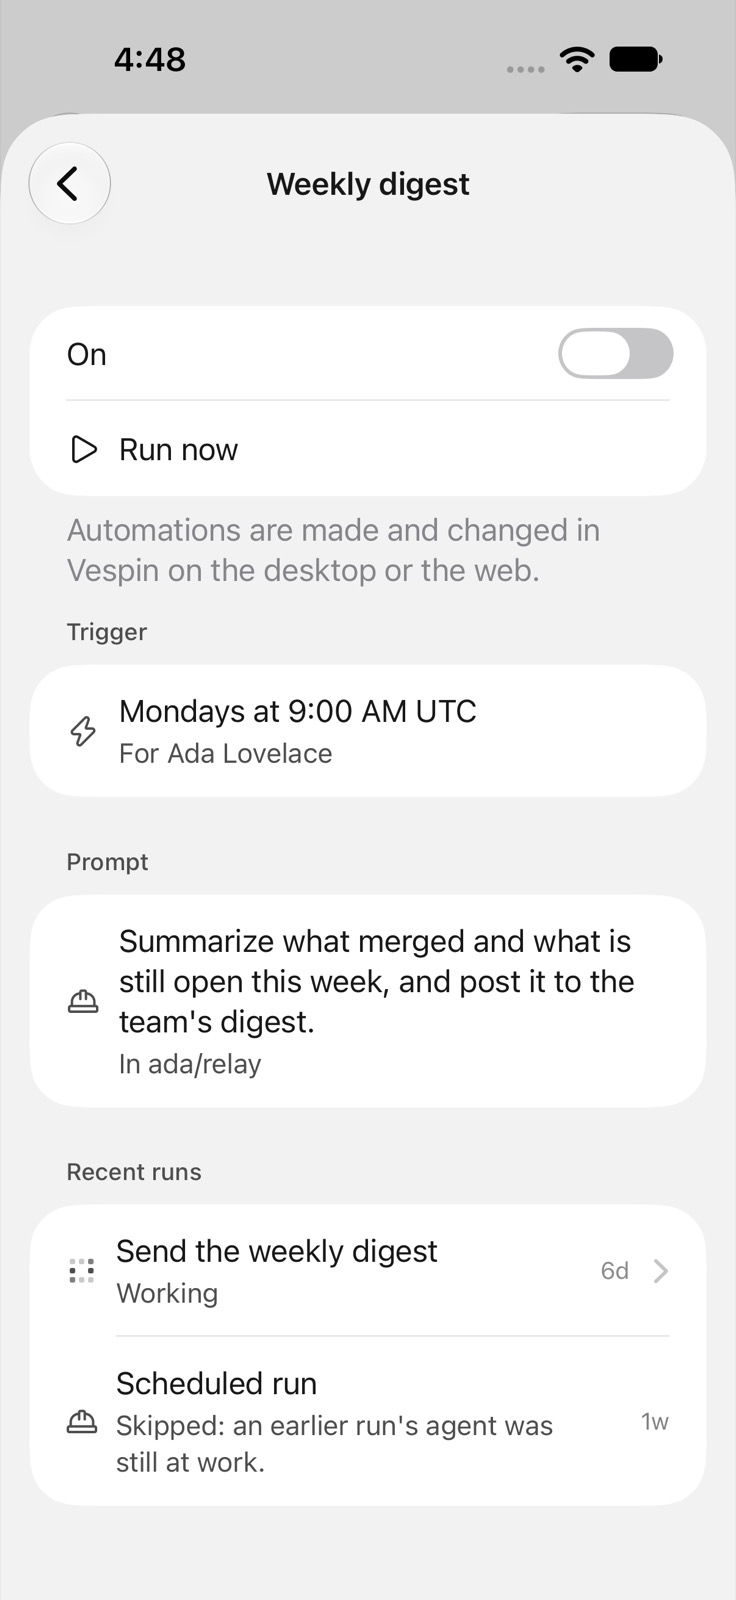 4:48
Weekly digest
On
Run now
Automations are made and changed in
Vespin on the desktop or the web.
Trigger
Mondays at 9:00 AM UTC
For Ada Lovelace
Prompt
Summarize what merged and what is
still open this week, and post it to the
team's digest.
In ada/relay
Recent runs
Send the weekly digest
Working
6d
Scheduled run
Skipped: an earlier run's agent was
still at work.
1w